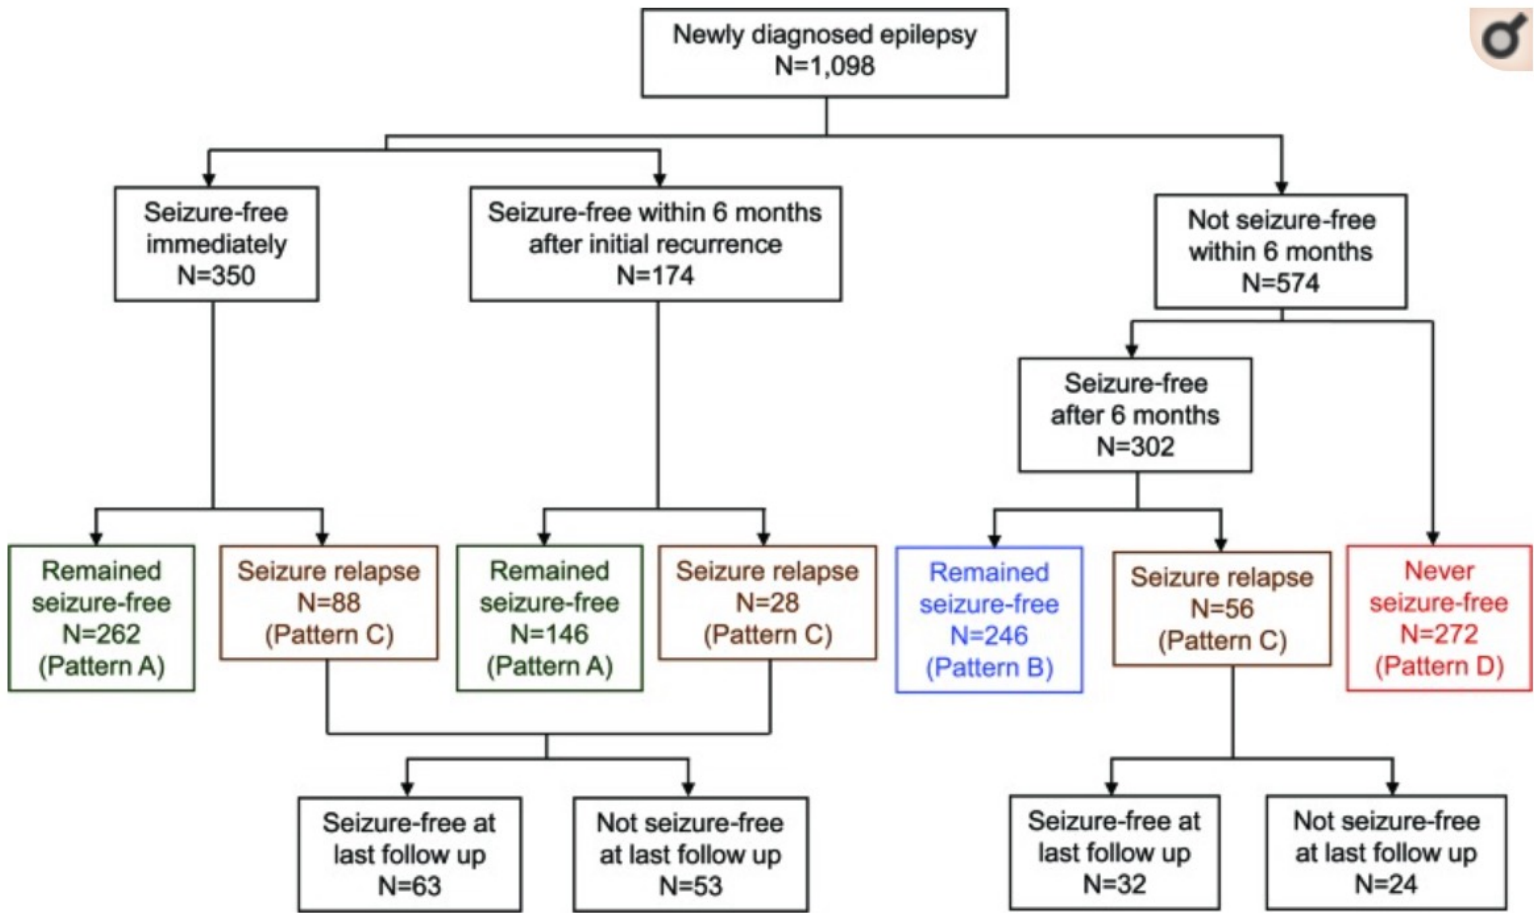 Newly diagnosed epilepsy
N=1,098
Seizure-free
immediately
N=350
Seizure-free within 6 months
after initial recurrence
N=174
Not seizure-free
within 6 months
N=574
Seizure-free
after 6 months
N=302
Remained
seizure-free
N=262
(Pattern A)
Seizure relapse
N=88
(Pattern C)
Remained
seizure-free
N=146
(Pattern A)
Seizure relapse
N=28
(Pattern C)
Remained
seizure-free
N=246
(Pattern B)
Seizure relapse
N=56
(Pattern C)
Never
seizure-free
N=272
(Pattern D)
Seizure-free at
last follow up
N=63
Not seizure-free
at last follow up
N=53
Seizure-free at
last follow up
N=32
Not seizure-free
at last follow up
N=24